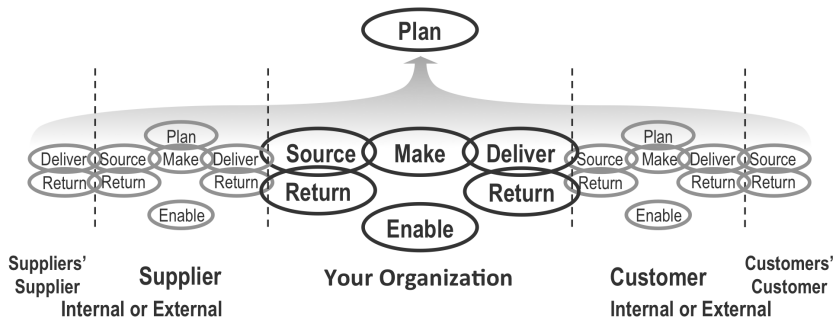 Plan
Plan Plan
Deliver Source Make Deliver Source Make Deliver Source Make Deliver Source
Return Return Return Return Return Return Return Return
Enable Enable Enable
Suppliers' Supplier Your Organization Customer Customers'
Supplier Customer
Internal or External Internal or External